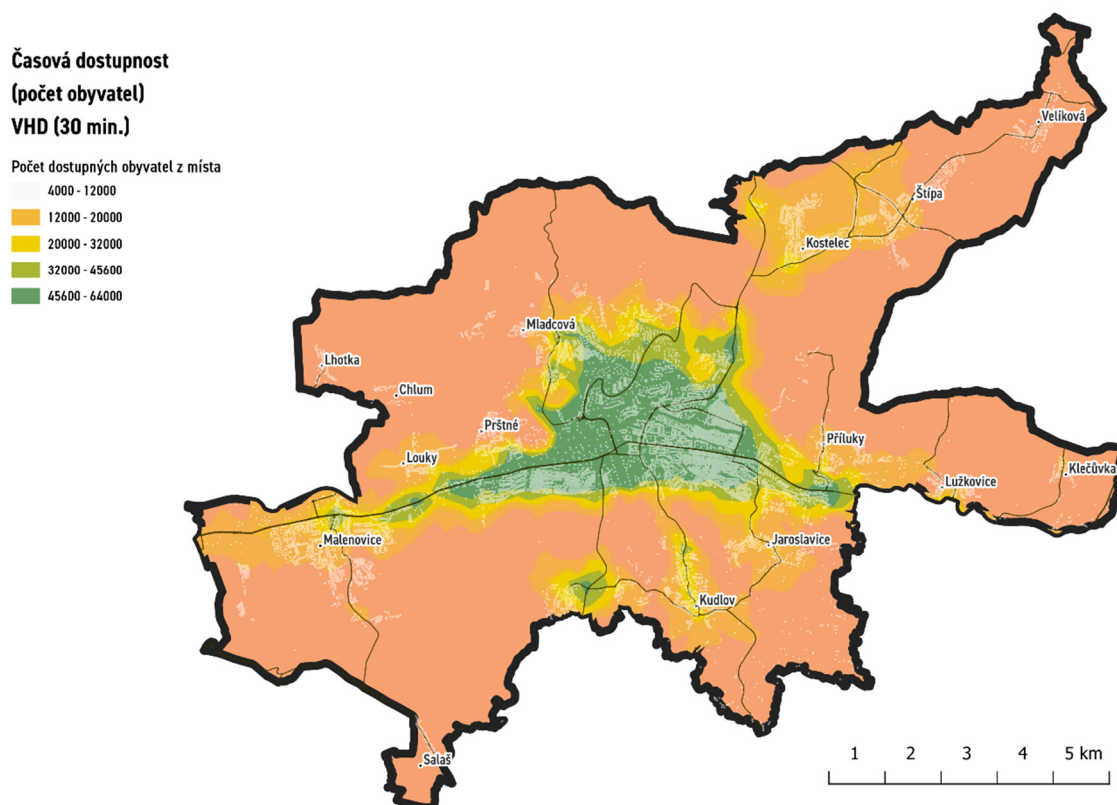 Časová dostupnost
(počet obyvatel)
VHD (30 min.)
Počet dostupných obyvatel z místa
4000 - 12000
12000 - 20000
20000 - 32000
32000 - 45600
45600 - 64000
Velíková
Štípa
Kostelec
Mladcová
Lhotka
Chlum
Prštné
Příluky
Louky
Klečůvka
Lužkovice
Malenovice
Jaroslavice
Kudlov
Salaš
1 2 3 4 5 km